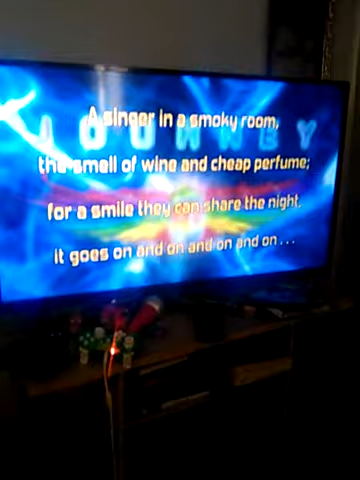 JOURNEY
A singer in a smoky room,
the smell of wine and cheap perfume;
for a smile they can share the night,
it goes on and on and on and on . . .